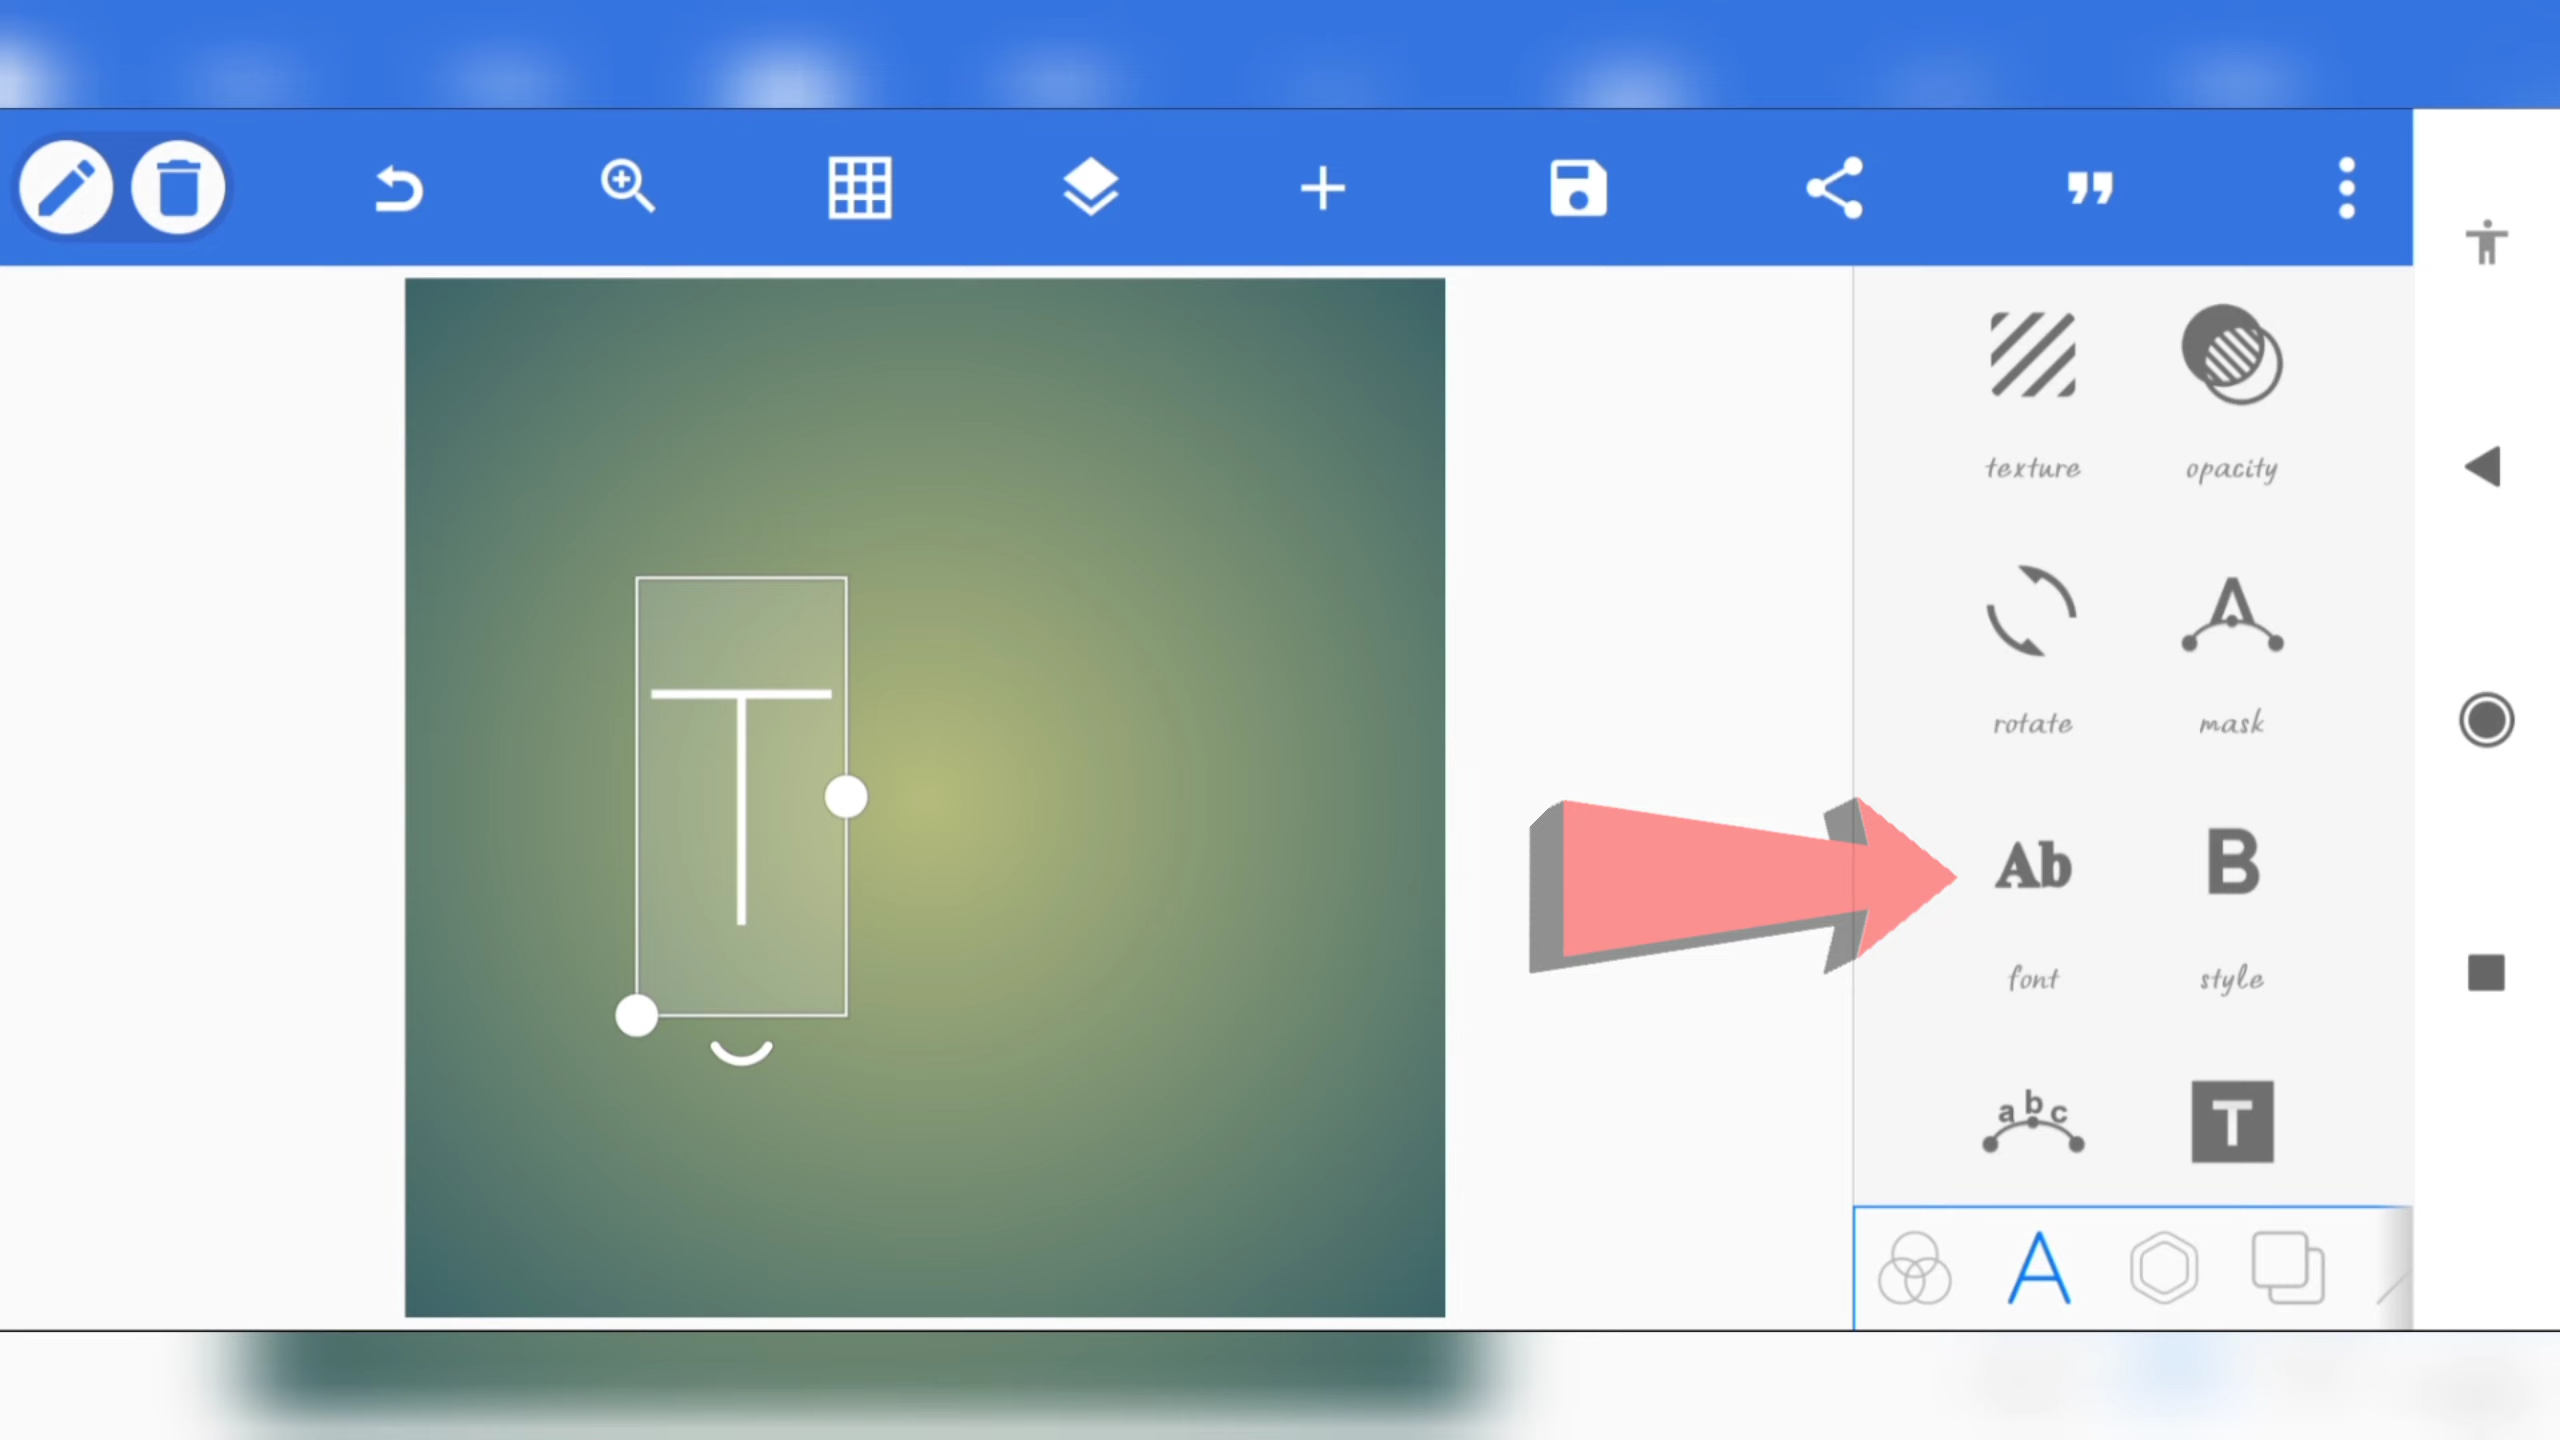 T
texture opacity
rotate mask
Ab B
font style
abc T
A